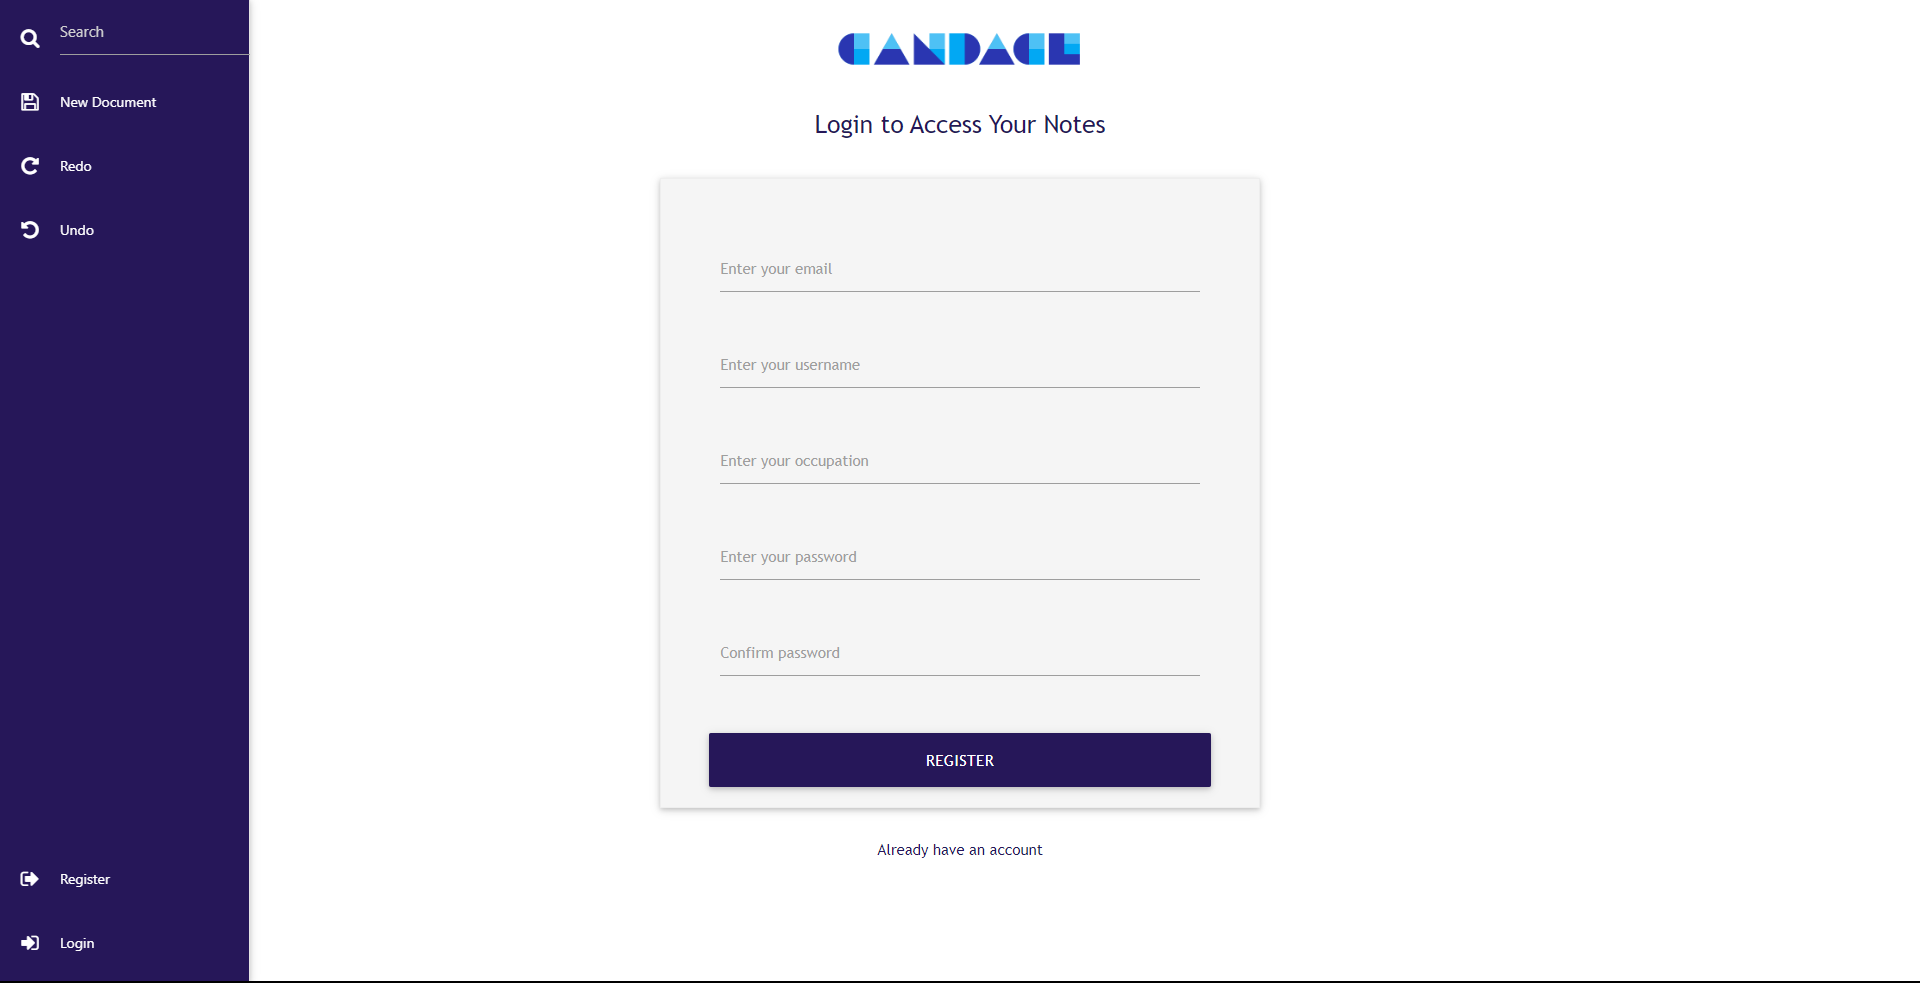 Search
New Document
Redo
Undo
Register
Login
CANDACE
Login to Access Your Notes
Enter your email
Enter your username
Enter your occupation
Enter your password
Confirm password
REGISTER
Already have an account